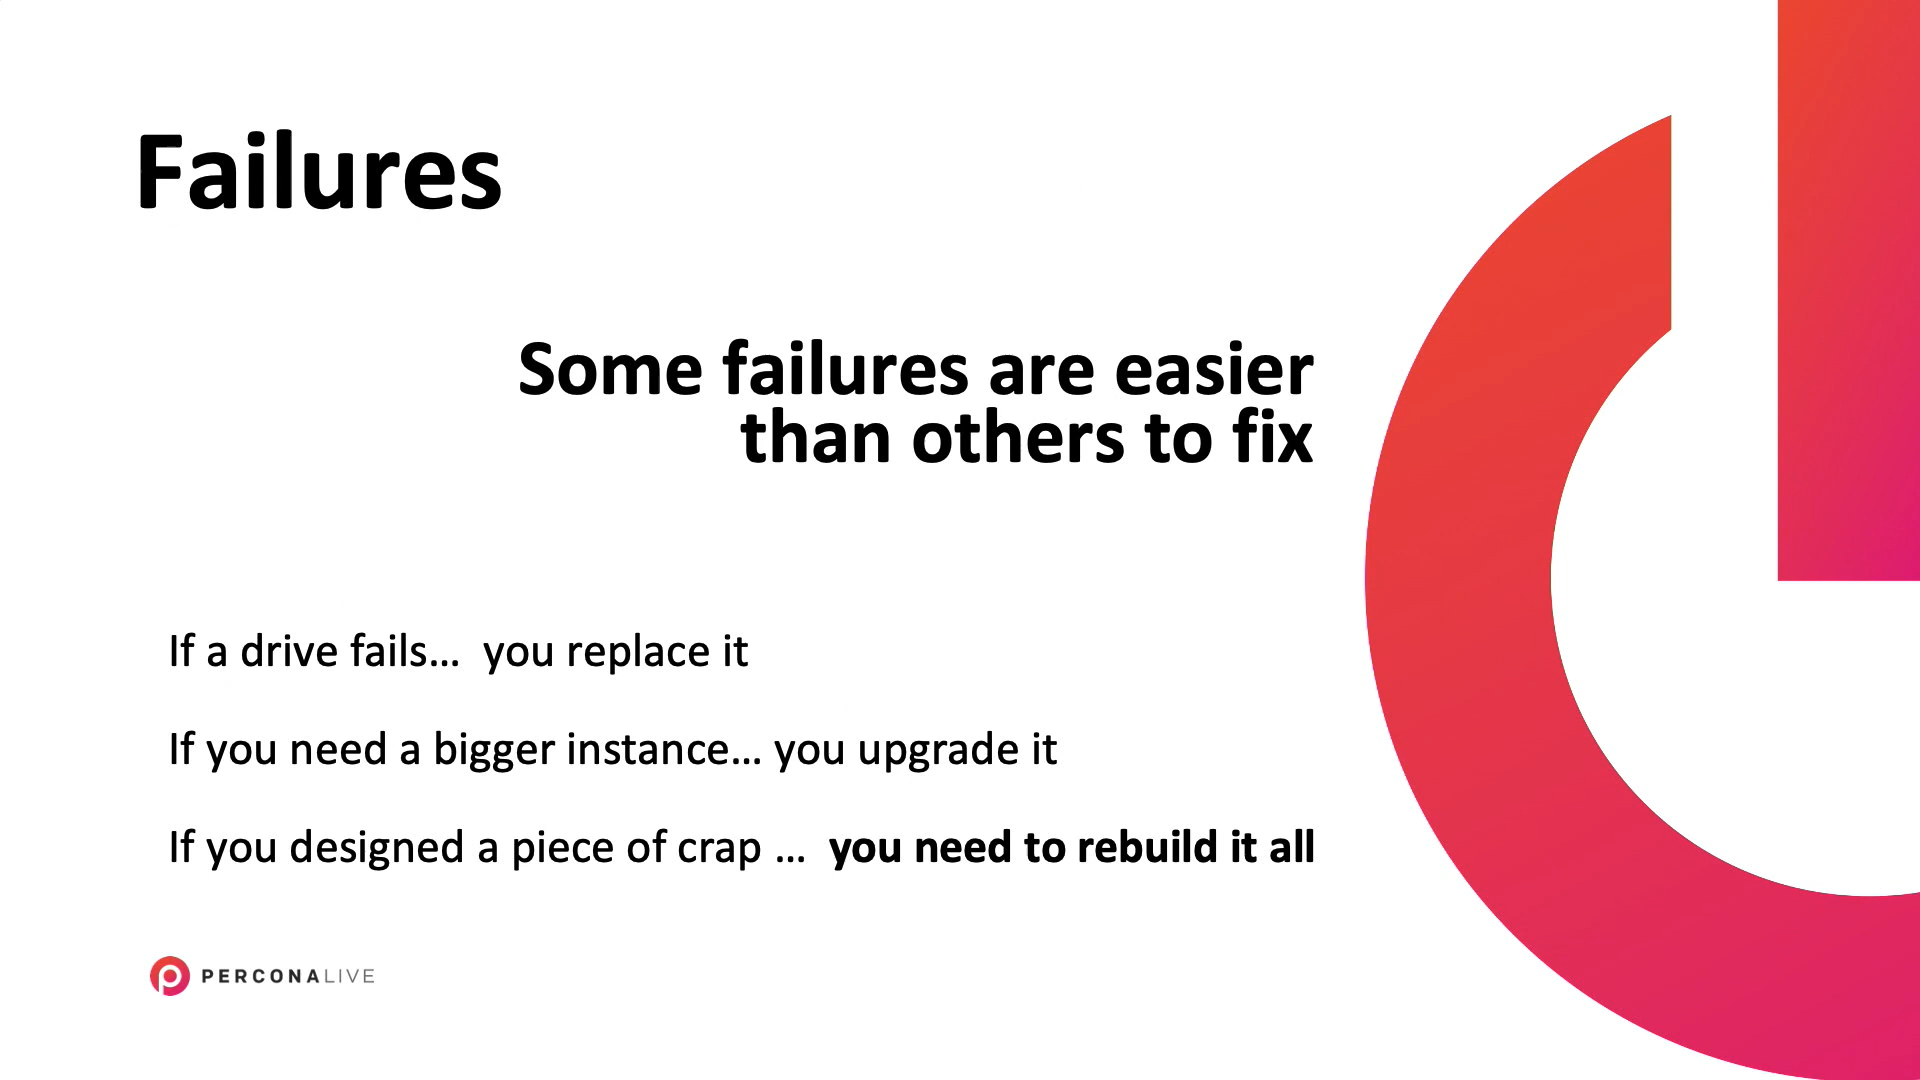 Failures
Some failures are easier
than others to fix
If a drive fails...  you replace it
If you need a bigger instance... you upgrade it
If you designed a piece of crap ...  you need to rebuild it all
PERCONALIVE